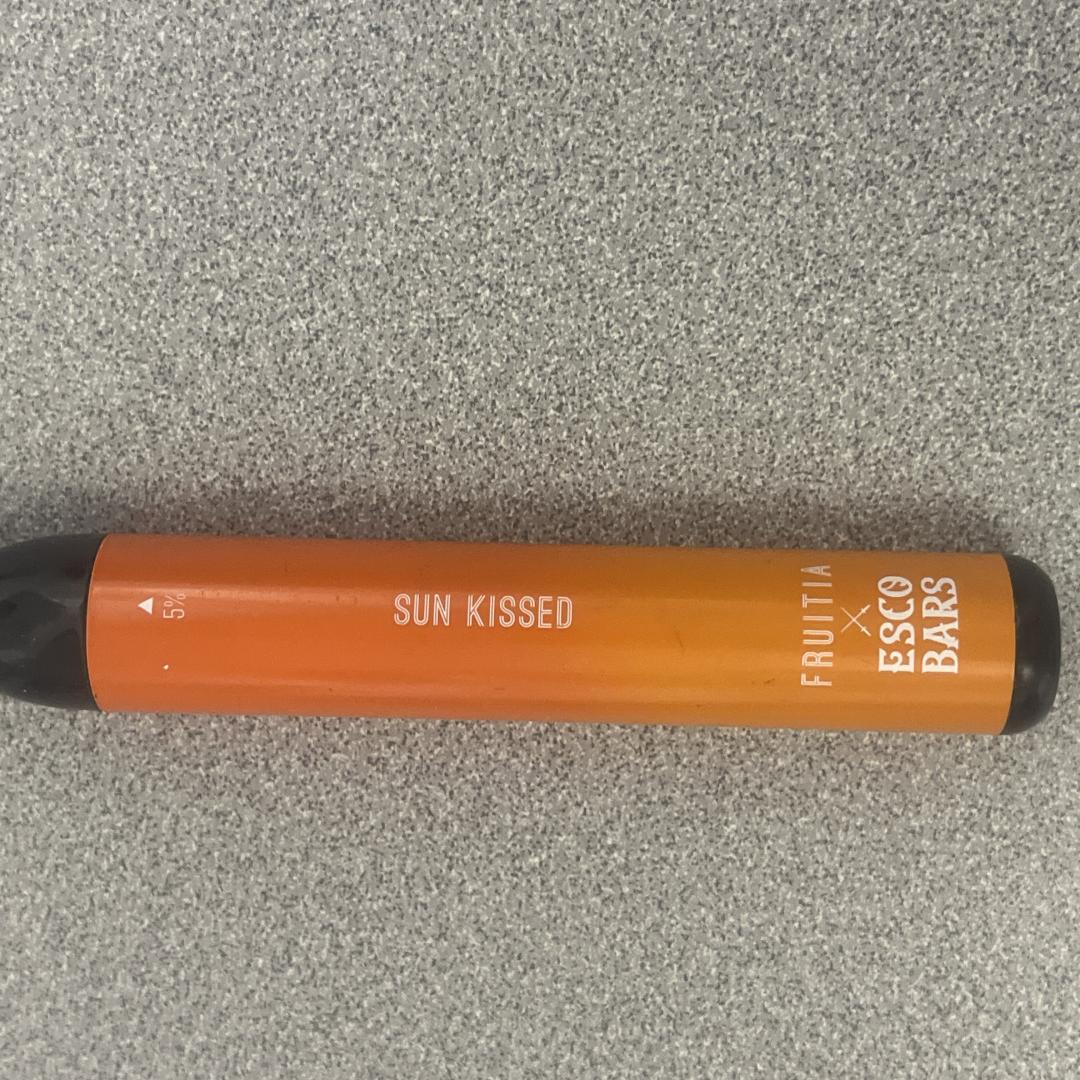 5%
SUN KISSED
FRUITIA
ESCO
BARS